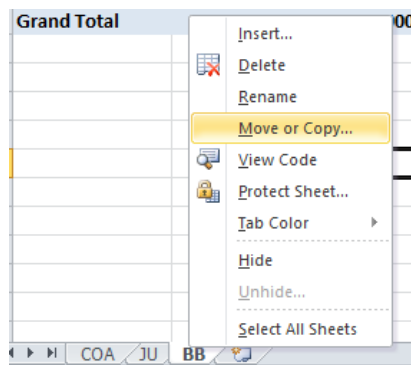 Grand Total
00
Insert...
Delete
Rename
Move or Copy...
View Code
Protect Sheet...
Tab Color
Hide
Unhide...
Select All Sheets
COA JU BB